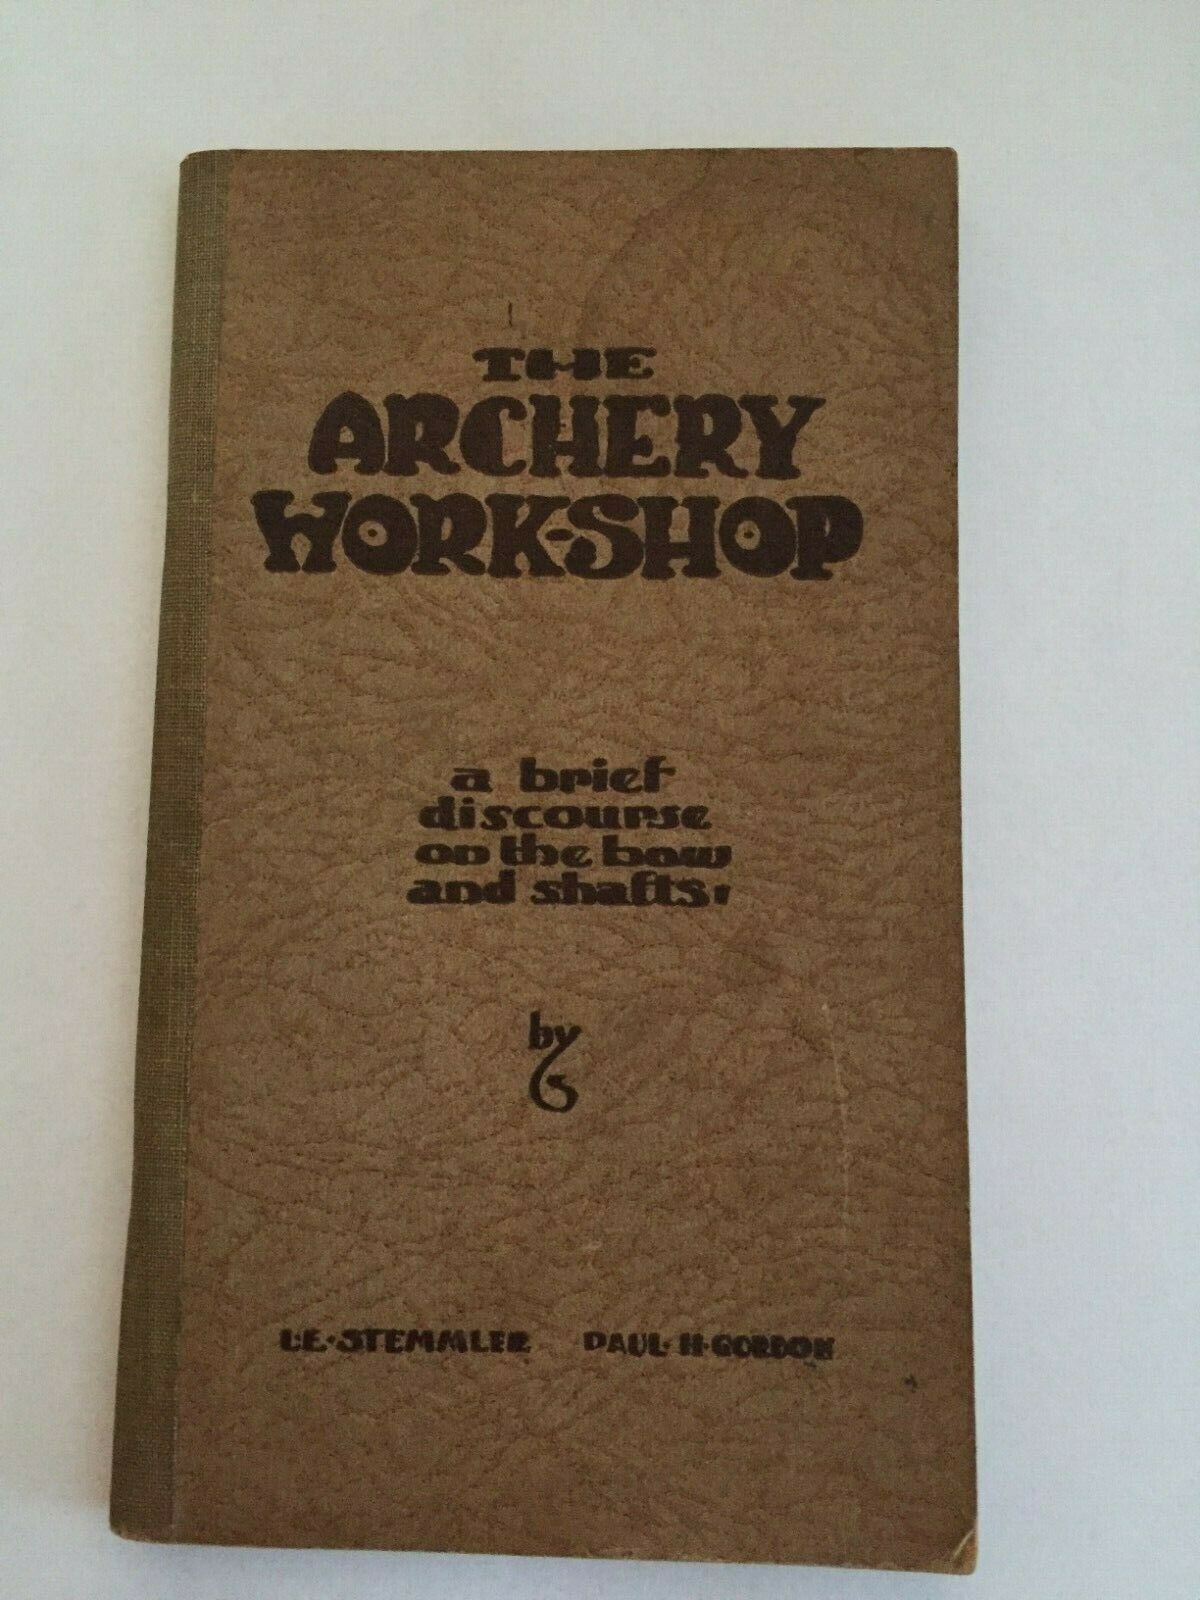 THE
ARCHERY
WORK-SHOP
a brief
discourse
on the bow
and shafts,
by
L·E·STEMMLER PAUL·H·GORDON